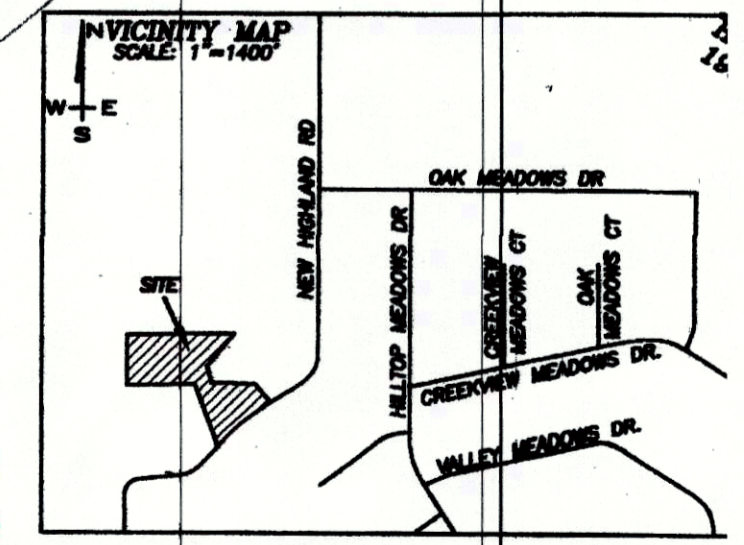 N
VICINITY MAP
SCALE: 1"=1400'
W E
S
NEW HIGHLAND RD
OAK MEADOWS DR
HILLTOP MEADOWS DR
CREEKVIEW
MEADOWS CT
OAK
MEADOWS CT
SITE
CREEKVIEW MEADOWS DR.
VALLEY MEADOWS DR.